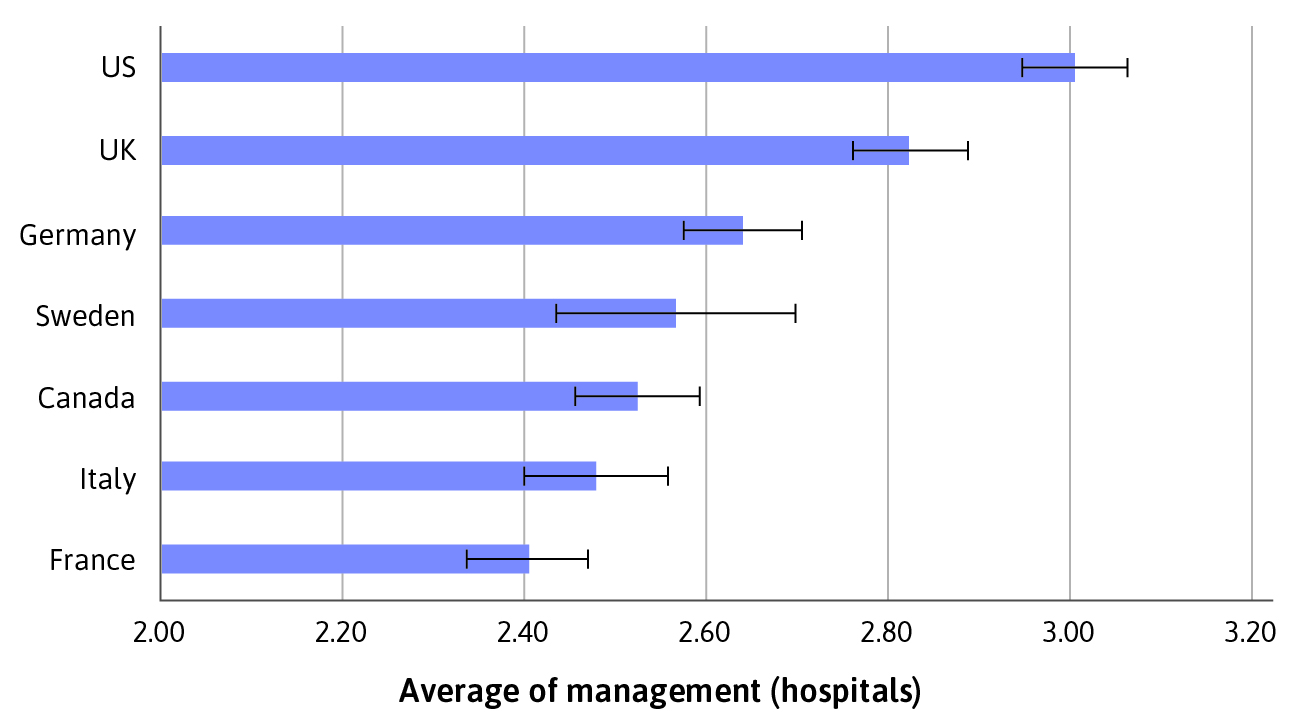 US
UK
Germany
Sweden
Canada
Italy
France
2.00 2.20 2.40 2.60 2.80 3.00 3.20
Average of management (hospitals)